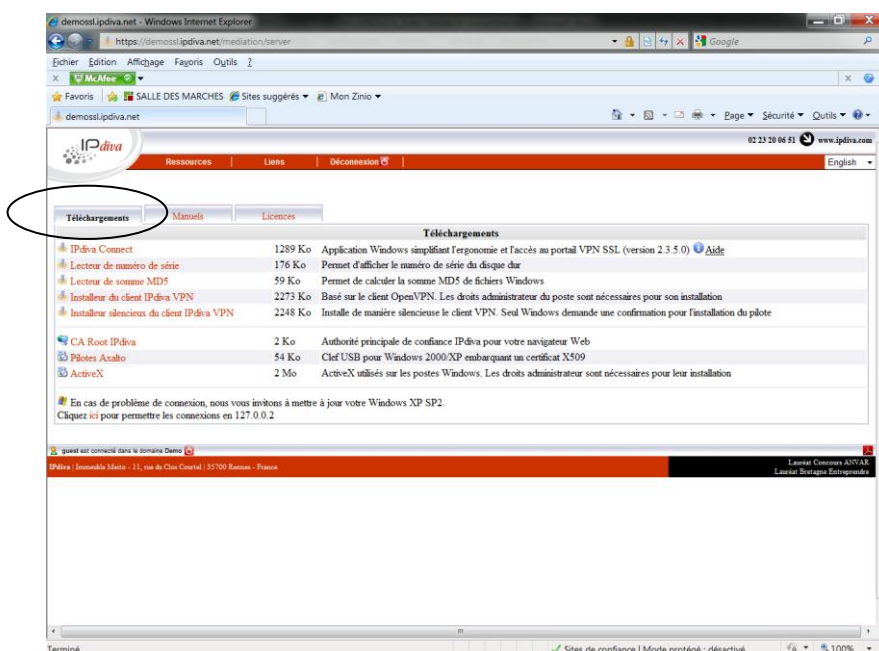 demossl.ipdiva.net - Windows Internet Explorer
https://demossl.ipdiva.net/mediation/server
Google
Fichier Edition Affichage Favoris Outils ?
x McAfee x
Favoris SALLE DES MARCHES Sites suggérés Mon Zinio
demossl.ipdiva.net Page Sécurité Outils
IPdiva 02 23 20 06 51 www.ipdiva.com
Ressources | Liens | Déconnexion | English
Téléchargements Manuels Licences
Téléchargements
IPdiva Connect 1289 Ko Application Windows simplifiant l'ergonomie et l'accès au portail VPN SSL (version 2.3.5.0) Aide
Lecteur de numéro de série 176 Ko Permet d'afficher le numéro de série du disque dur
Lecteur de somme MD5 59 Ko Permet de calculer la somme MD5 de fichiers Windows
Installeur du client IPdiva VPN 2273 Ko Basé sur le client OpenVPN. Les droits administrateur du poste sont nécessaires pour son installation
Installeur silencieux du client IPdiva VPN 2248 Ko Installe de manière silencieuse le client VPN. Seul Windows demande une confirmation pour l'installation du pilote
CA Root IPdiva 2 Ko Authorité principale de confiance IPdiva pour votre navigateur Web
Pilotes Axalto 54 Ko Clef USB pour Windows 2000/XP embarquant un certificat X509
ActiveX 2 Mo ActiveX utilisés sur les postes Windows. Les droits administrateur sont nécessaires pour leur installation
En cas de problème de connexion, nous vous invitons à mettre à jour votre Windows XP SP2.
Cliquez ici pour permettre les connexions en 127.0.0.2
guest est connecté dans le domaine Demo
IPdiva | Immeuble Meito - 11, rue du Clos Courtel | 35700 Rennes - France
Lauréat Concours ANVAR
Lauréat Bretagne Entreprendre
Terminé Sites de confiance | Mode protégé : désactivé 100%